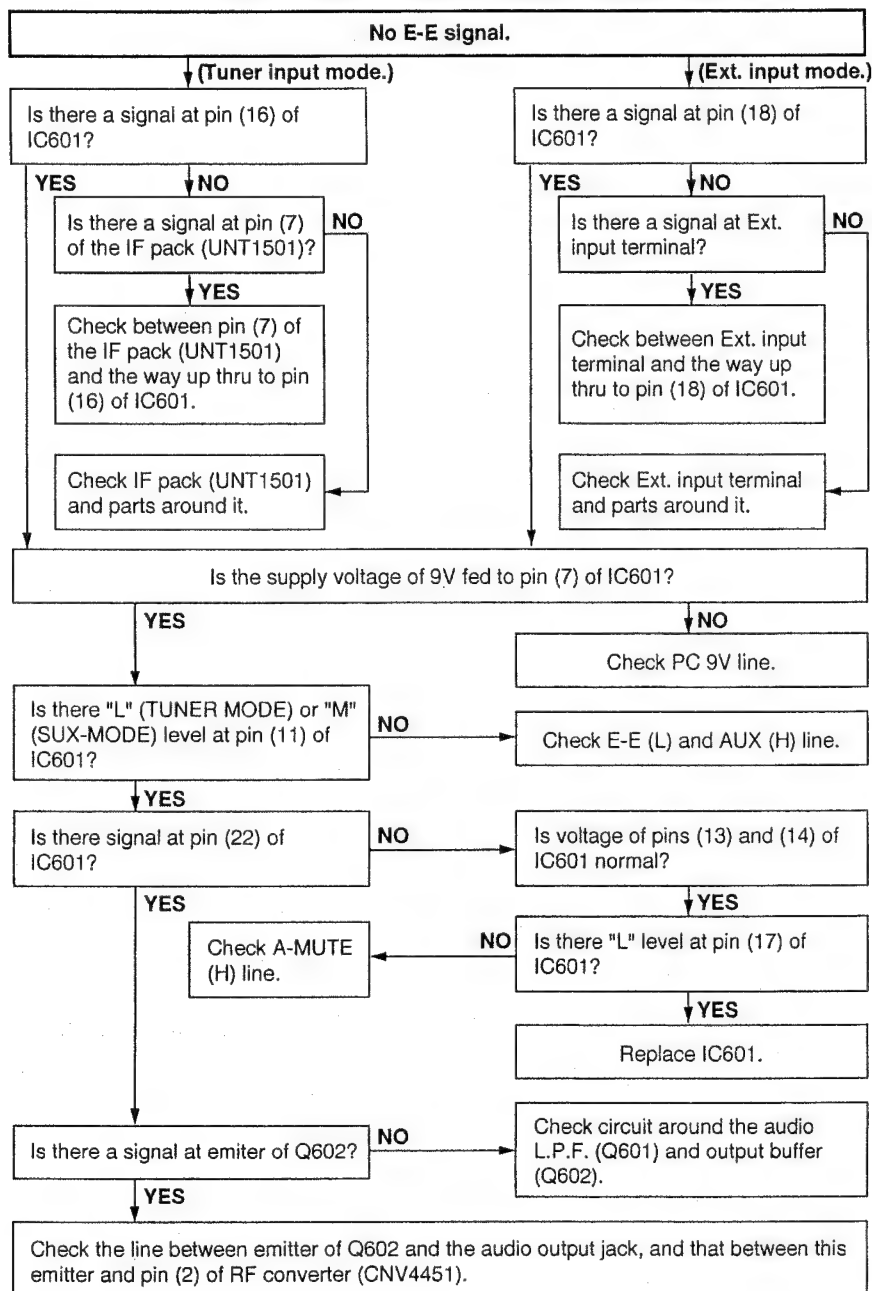 No E-E signal.
(Tuner input mode.)
(Ext. input mode.)
Is there a signal at pin (16) of
IC601?
Is there a signal at pin (18) of
IC601?
YES
NO
YES
NO
Is there a signal at pin (7)
of the IF pack (UNT1501)?
NO
Is there a signal at Ext.
input terminal?
NO
YES
YES
Check between pin (7) of
the IF pack (UNT1501)
and the way up thru to pin
(16) of IC601.
Check between Ext. input
terminal and the way up
thru to pin (18) of IC601.
Check IF pack (UNT1501)
and parts around it.
Check Ext. input terminal
and parts around it.
Is the supply voltage of 9V fed to pin (7) of IC601?
YES
NO
Check PC 9V line.
Is there "L" (TUNER MODE) or "M"
(SUX-MODE) level at pin (11) of
IC601?
NO
Check E-E (L) and AUX (H) line.
YES
Is there signal at pin (22) of
IC601?
NO
Is voltage of pins (13) and (14) of
IC601 normal?
YES
YES
Check A-MUTE
(H) line.
NO
Is there "L" level at pin (17) of
IC601?
YES
Replace IC601.
Is there a signal at emiter of Q602?
NO
Check circuit around the audio
L.P.F. (Q601) and output buffer
(Q602).
YES
Check the line between emitter of Q602 and the audio output jack, and that between this
emitter and pin (2) of RF converter (CNV4451).